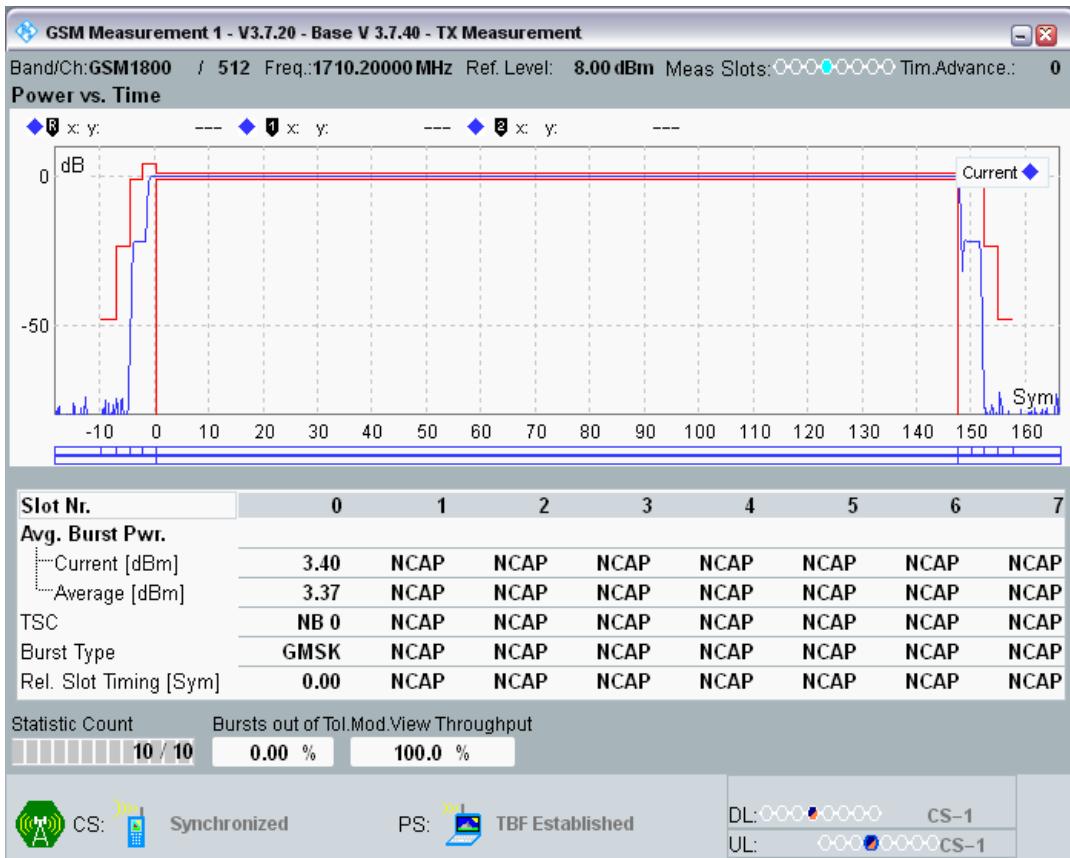 GSM Measurement 1 - V3.7.20 - Base V 3.7.40 - TX Measurement
Band/Ch:GSM1800 / 512 Freq.:1710.20000 MHz Ref. Level: 8.00 dBm Meas Slots: Tim.Advance.: 0
Power vs. Time
R x: y: --- 1 x: y: --- 2 x: y: ---
dB
Current
0
-50
Sym
-10 0 10 20 30 40 50 60 70 80 90 100 110 120 130 140 150 160
Slot Nr. 0 1 2 3 4 5 6 7
Avg. Burst Pwr.
Current [dBm] 3.40 NCAP NCAP NCAP NCAP NCAP NCAP NCAP
Average [dBm] 3.37 NCAP NCAP NCAP NCAP NCAP NCAP NCAP
TSC NB 0 NCAP NCAP NCAP NCAP NCAP NCAP NCAP
Burst Type GMSK NCAP NCAP NCAP NCAP NCAP NCAP NCAP
Rel. Slot Timing [Sym] 0.00 NCAP NCAP NCAP NCAP NCAP NCAP NCAP
Statistic Count Bursts out of Tol.Mod.View Throughput
10 / 10 0.00 % 100.0 %
CS: Synchronized PS: TBF Established
DL: CS-1
UL: CS-1